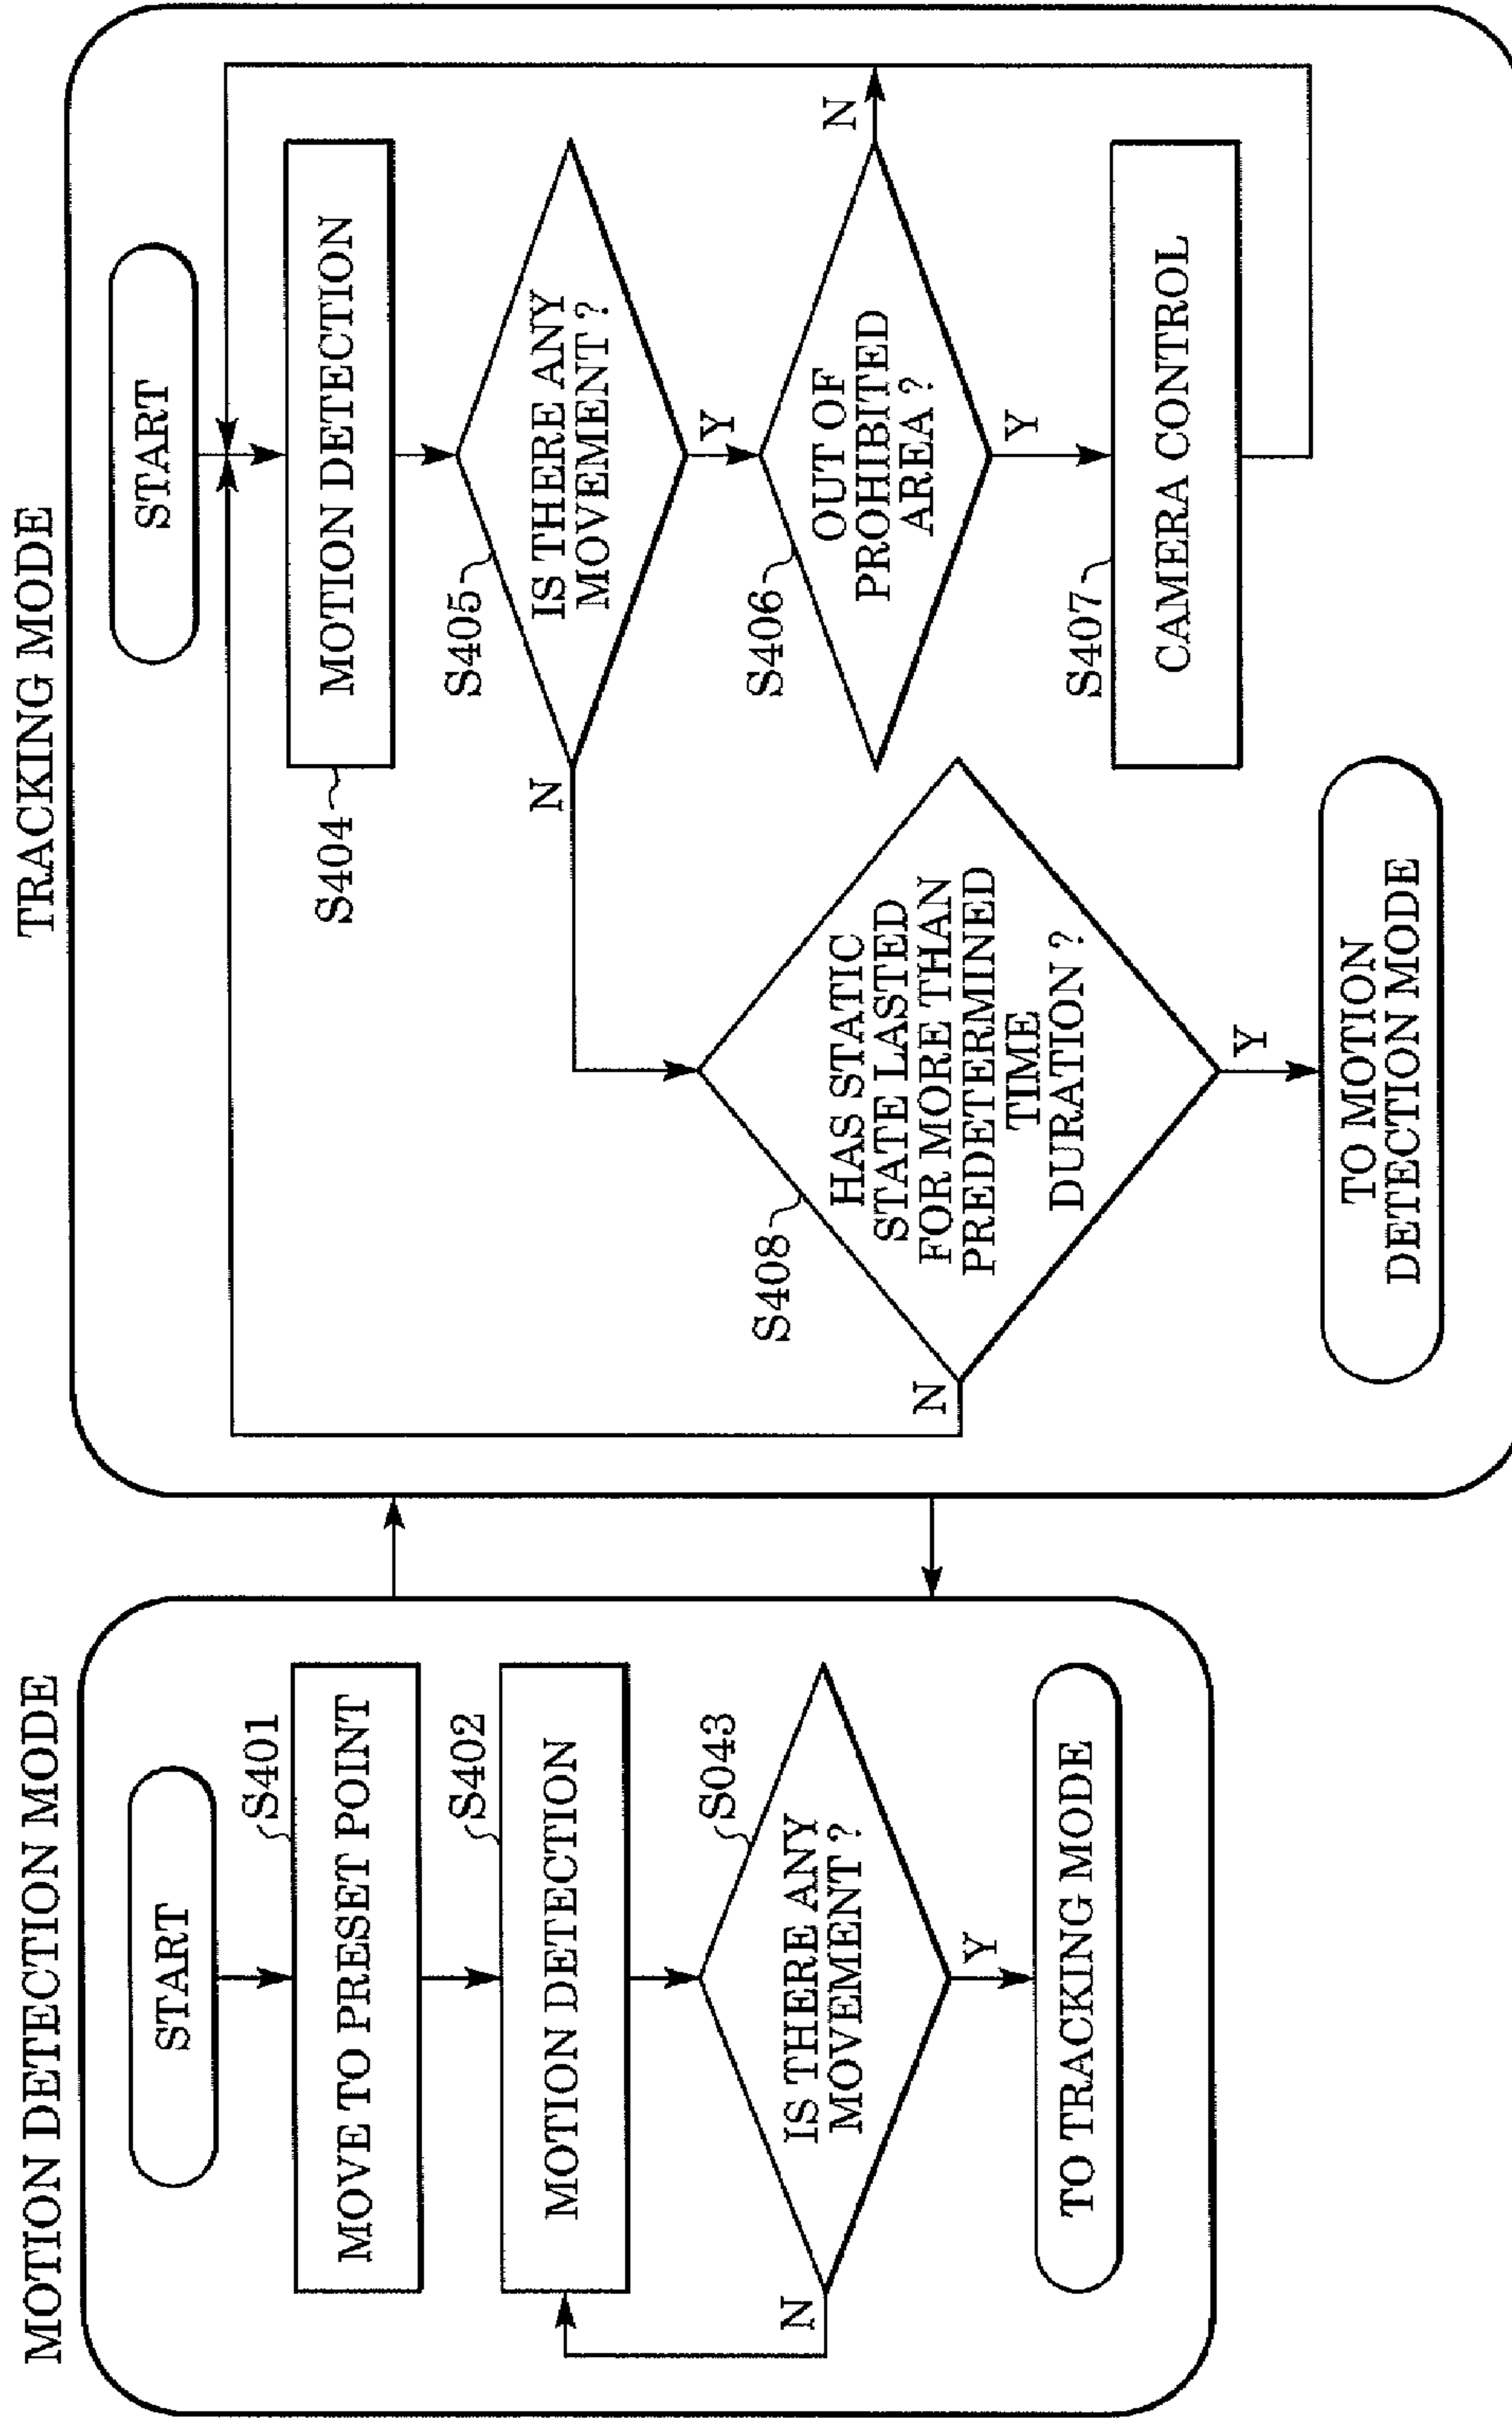 MOTION DETECTION MODE
START
S401
MOVE TO PRESET POINT
S402
MOTION DETECTION
S043
IS THERE ANY
MOVEMENT ?
N
Y
TO TRACKING MODE
TRACKING MODE
START
MOTION DETECTION
S404
S405
IS THERE ANY
MOVEMENT ?
N
Y
S406
OUT OF
PROHIBITED
AREA ?
N
Y
S407
CAMERA CONTROL
S408
HAS STATIC
STATE LASTED
FOR MORE THAN
PREDETERMINED
TIME
DURATION ?
N
Y
TO MOTION
DETECTION MODE